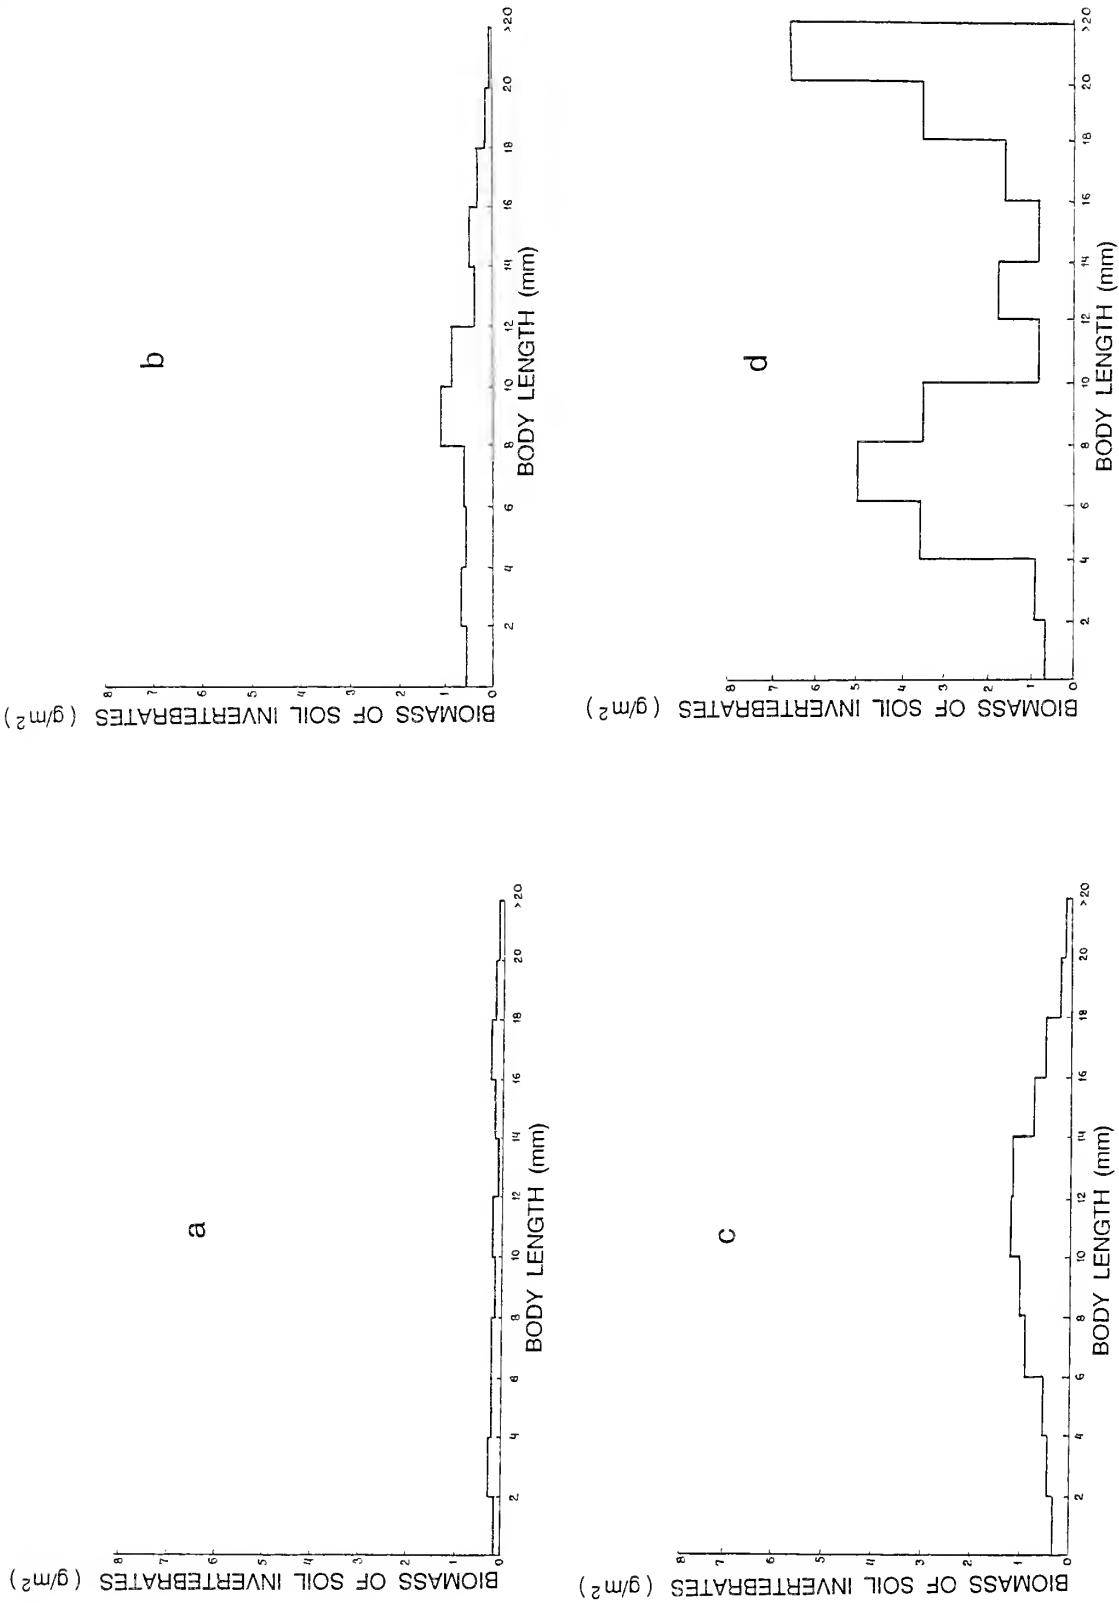 a
BIOMASS OF SOIL INVERTEBRATES (g/m²)
8
7
6
5
4
3
2
1
0
2 4 6 8 10 12 14 16 18 20 >20
BODY LENGTH (mm)
b
BIOMASS OF SOIL INVERTEBRATES (g/m²)
8
7
6
5
4
3
2
1
0
2 4 6 8 10 12 14 16 18 20 >20
BODY LENGTH (mm)
c
BIOMASS OF SOIL INVERTEBRATES (g/m²)
8
7
6
5
4
3
2
1
0
2 4 6 8 10 12 14 16 18 20 >20
BODY LENGTH (mm)
d
BIOMASS OF SOIL INVERTEBRATES (g/m²)
8
7
6
5
4
3
2
1
0
2 4 6 8 10 12 14 16 18 20 >20
BODY LENGTH (mm)